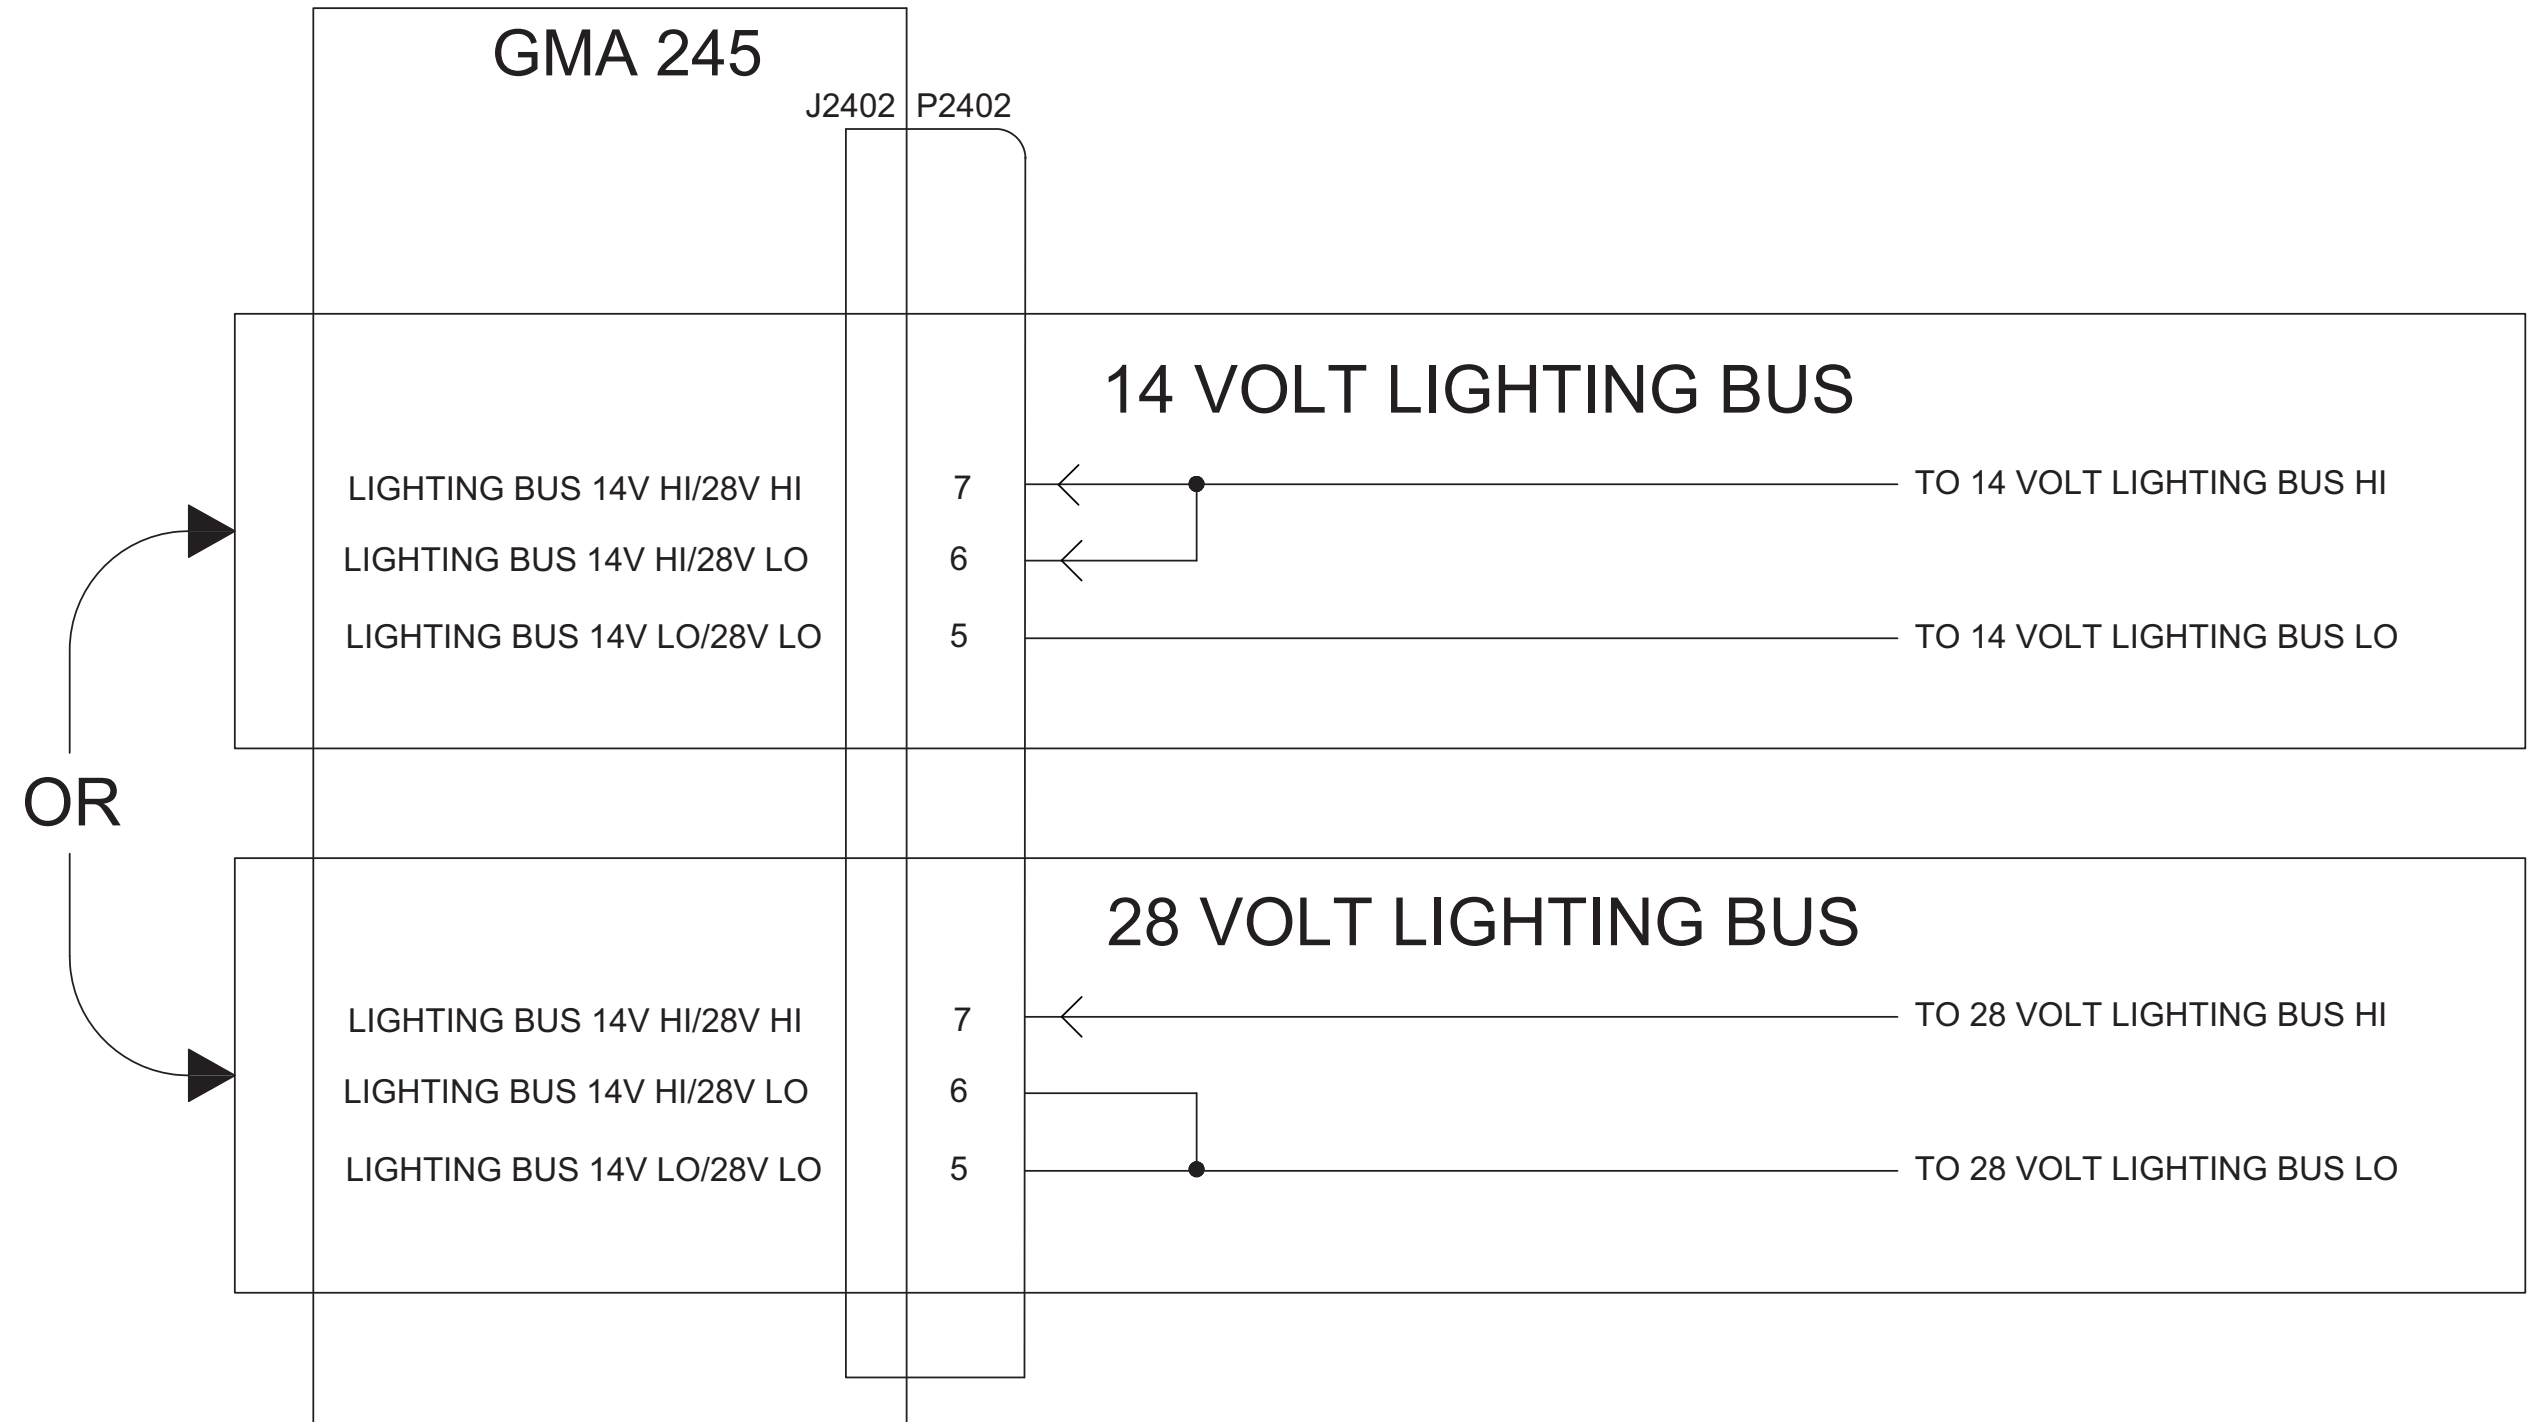 GMA 245
J2402 P2402
14 VOLT LIGHTING BUS
LIGHTING BUS 14V HI/28V HI 7 TO 14 VOLT LIGHTING BUS HI
LIGHTING BUS 14V HI/28V LO 6
LIGHTING BUS 14V LO/28V LO 5 TO 14 VOLT LIGHTING BUS LO
OR
28 VOLT LIGHTING BUS
LIGHTING BUS 14V HI/28V HI 7 TO 28 VOLT LIGHTING BUS HI
LIGHTING BUS 14V HI/28V LO 6
LIGHTING BUS 14V LO/28V LO 5 TO 28 VOLT LIGHTING BUS LO